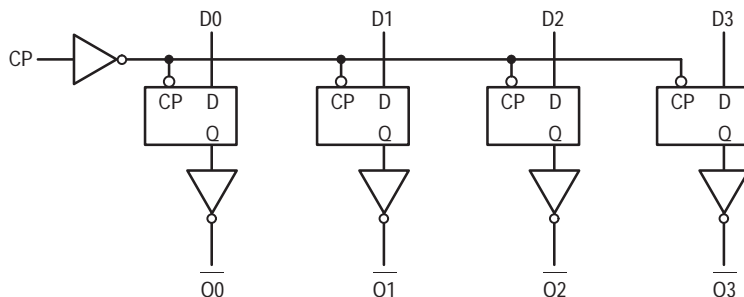 D0 D1 D2 D3
CP
CP D CP D CP D CP D
Q Q Q Q
O0 O1 O2 O3